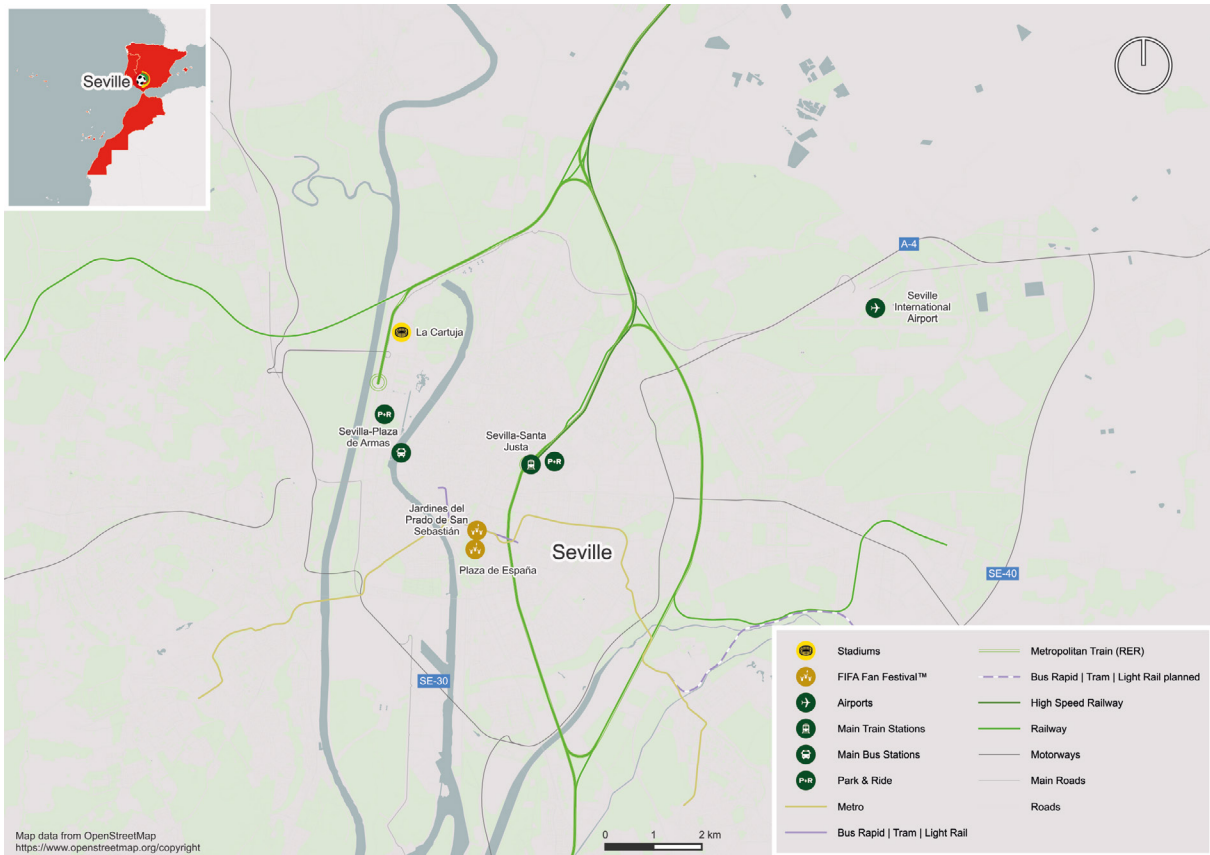 Seville
A-4
Seville
International
Airport
La Cartuja
P+R
Sevilla-Plaza
de Armas
Sevilla-Santa
Justa
P+R
Jardines del
Prado de San
Sebastián
Seville
Plaza de España
SE-40
SE-30
Stadiums
FIFA Fan Festival™
Airports
Main Train Stations
Main Bus Stations
P+R Park & Ride
Metro
Bus Rapid | Tram | Light Rail
Metropolitan Train (RER)
Bus Rapid | Tram | Light Rail planned
High Speed Railway
Railway
Motorways
Main Roads
Roads
Map data from OpenStreetMap
https://www.openstreetmap.org/copyright
0 1 2 km